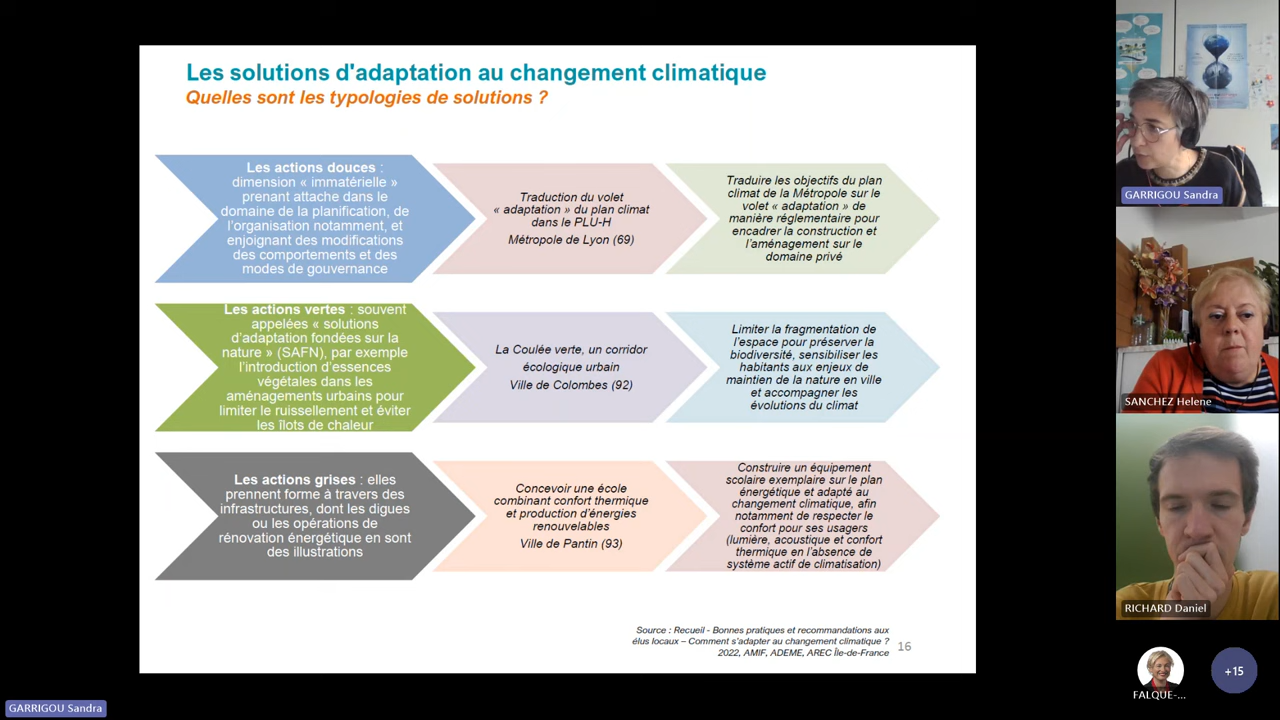 Les solutions d'adaptation au changement climatique
Quelles sont les typologies de solutions ?
Les actions douces :
dimension « immatérielle »
prenant attache dans le
domaine de la planification, de
l'organisation notamment, et
enjoignant des modifications
des comportements et des
modes de gouvernance
Traduction du volet
« adaptation » du plan climat
dans le PLU-H
Métropole de Lyon (69)
Traduire les objectifs du plan
climat de la Métropole sur le
volet « adaptation » de
manière réglementaire pour
encadrer la construction et
l'aménagement sur le
domaine privé
Les actions vertes : souvent
appelées « solutions
d'adaptation fondées sur la
nature » (SAFN), par exemple
l'introduction d'essences
végétales dans les
aménagements urbains pour
limiter le ruissellement et éviter
les îlots de chaleur
La Coulée verte, un corridor
écologique urbain
Ville de Colombes (92)
Limiter la fragmentation de
l'espace pour préserver la
biodiversité, sensibiliser les
habitants aux enjeux de
maintien de la nature en ville
et accompagner les
évolutions du climat
Les actions grises : elles
prennent forme à travers des
infrastructures, dont les digues
ou les opérations de
rénovation énergétique en sont
des illustrations
Concevoir une école
combinant confort thermique
et production d'énergies
renouvelables
Ville de Pantin (93)
Construire un équipement
scolaire exemplaire sur le plan
énergétique et adapté au
changement climatique, afin
notamment de respecter le
confort pour ses usagers
(lumière, acoustique et confort
thermique en l'absence de
système actif de climatisation)
Source : Recueil - Bonnes pratiques et recommandations aux
élus locaux – Comment s'adapter au changement climatique ?
2022, AMIF, ADEME, AREC Île-de-France
16
GARRIGOU Sandra
SANCHEZ Helene
RICHARD Daniel
FALQUE-...
+15
GARRIGOU Sandra